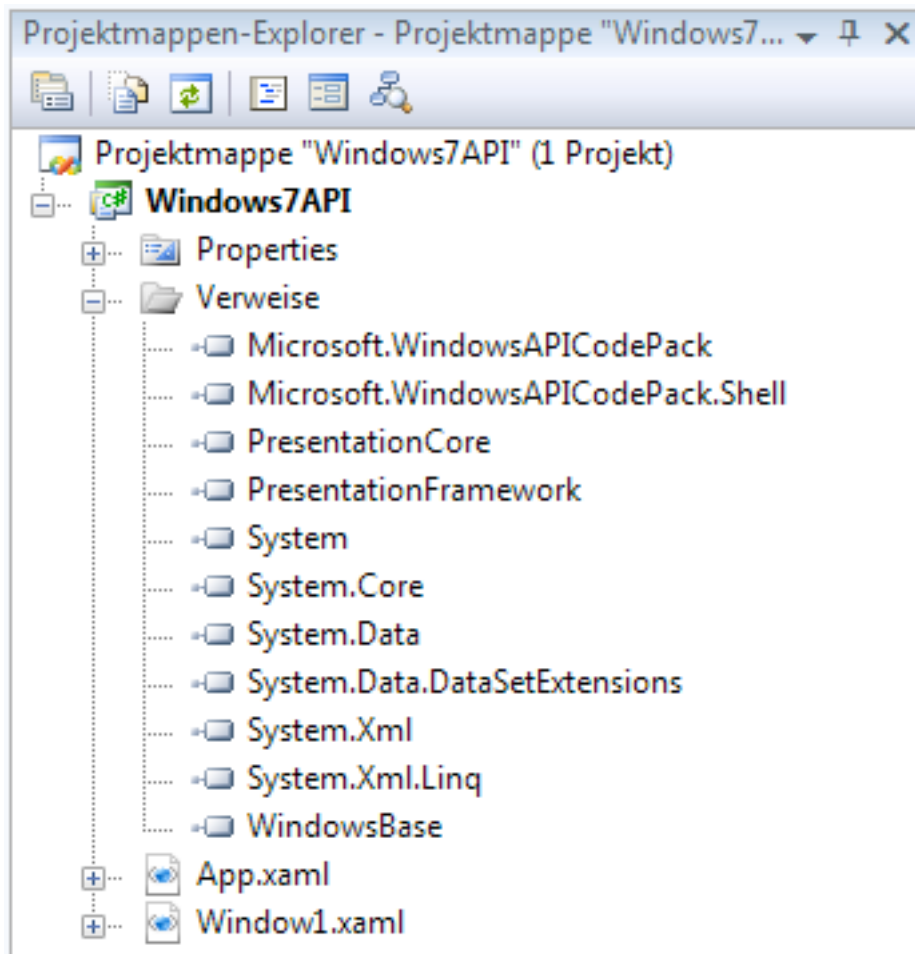 Projektmappen-Explorer - Projektmappe "Windows7...
Projektmappe "Windows7API" (1 Projekt)
C#
Windows7API
Properties
Verweise
Microsoft.WindowsAPICodePack
Microsoft.WindowsAPICodePack.Shell
PresentationCore
PresentationFramework
System
System.Core
System.Data
System.Data.DataSetExtensions
System.Xml
System.Xml.Linq
WindowsBase
App.xaml
Window1.xaml